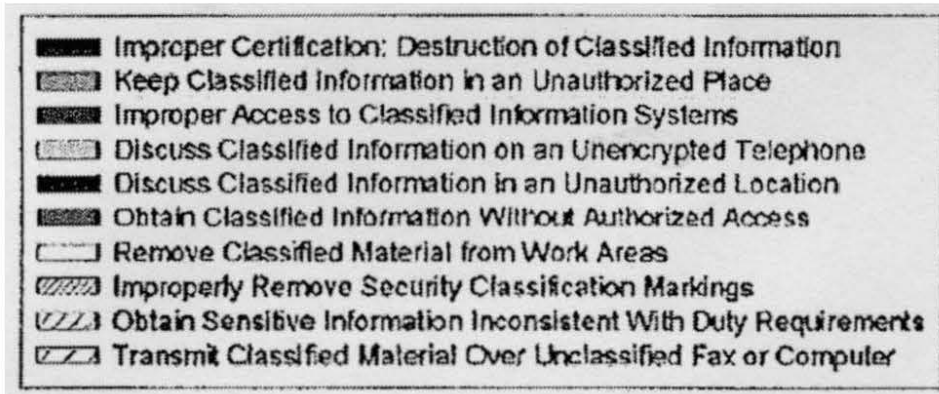 Improper Certification: Destruction of Classified Information
Keep Classified Information in an Unauthorized Place
Improper Access to Classified Information Systems
Discuss Classified Information on an Unencrypted Telephone
Discuss Classified Information in an Unauthorized Location
Obtain Classified Information Without Authorized Access
Remove Classified Material from Work Areas
Improperly Remove Security Classification Markings
Obtain Sensitive Information Inconsistent With Duty Requirements
Transmit Classified Material Over Unclassified Fax or Computer